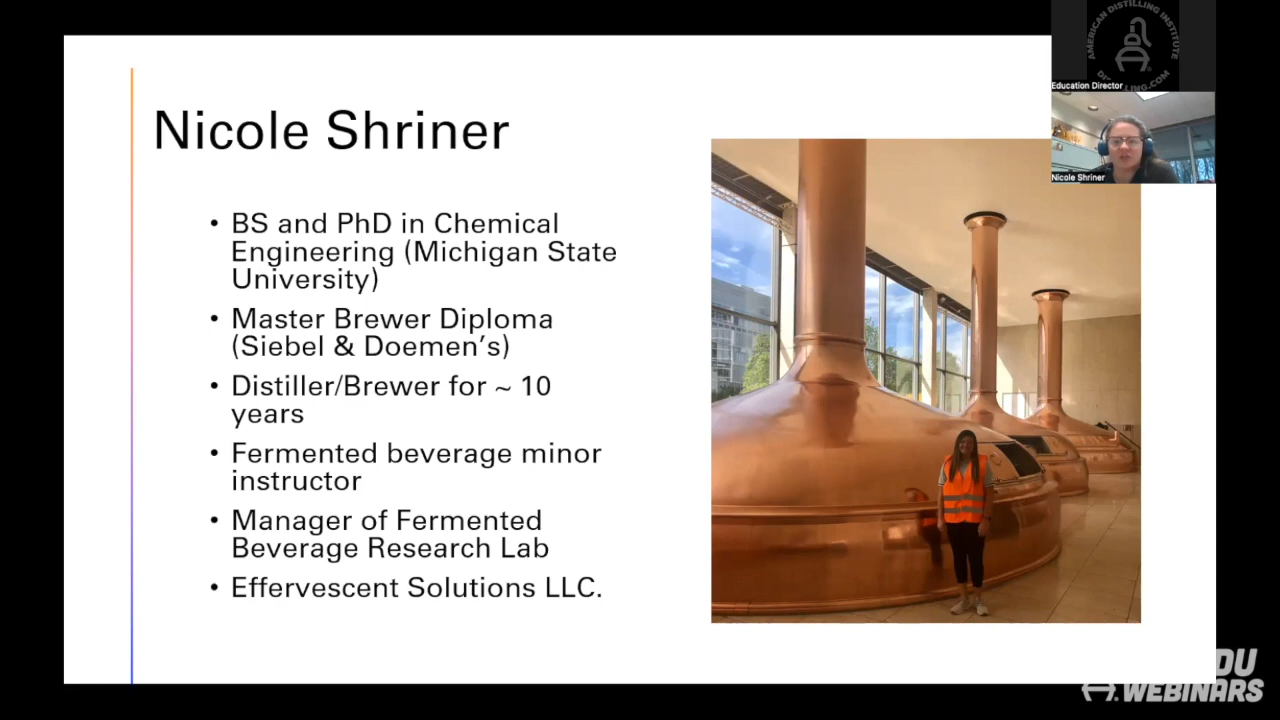 AMERICAN DISTILLING INSTITUTE
DISTILLING.COM
Education Director
Nicole Shriner
Nicole Shriner
• BS and PhD in Chemical
Engineering (Michigan State
University)
• Master Brewer Diploma
(Siebel & Doemen’s)
• Distiller/Brewer for ~ 10
years
• Fermented beverage minor
instructor
• Manager of Fermented
Beverage Research Lab
• Effervescent Solutions LLC.
DU
WEBINARS